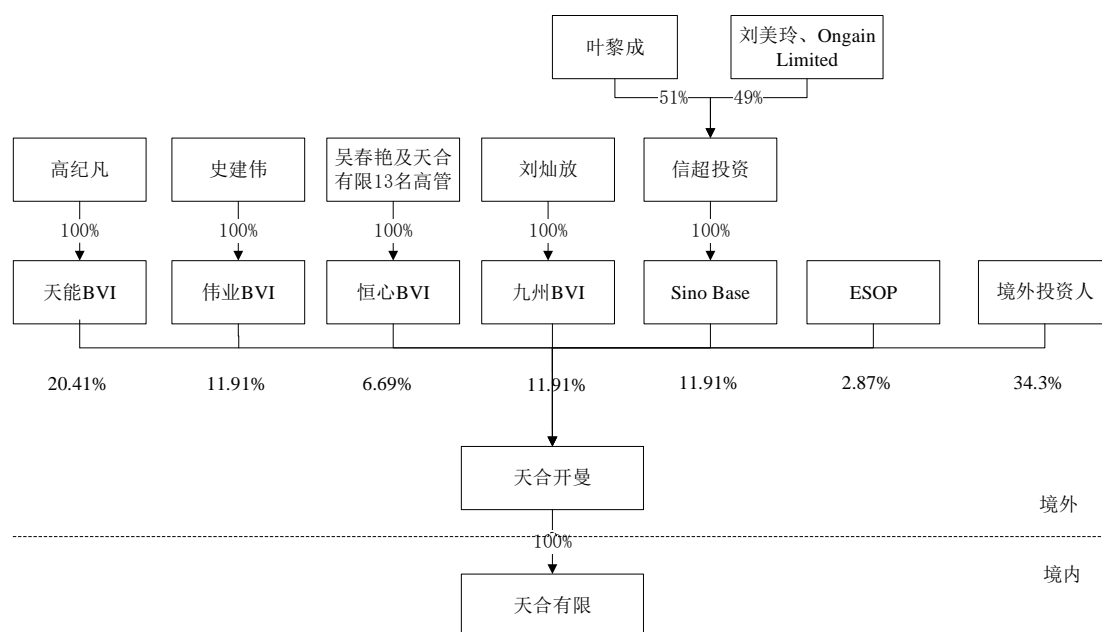 叶黎成
刘美玲、Ongain
Limited
51%
49%
高纪凡
史建伟
吴春艳及天合
有限13名高管
刘灿放
信超投资
100%
100%
100%
100%
100%
天能BVI
伟业BVI
恒心BVI
九州BVI
Sino Base
ESOP
境外投资人
20.41%
11.91%
6.69%
11.91%
11.91%
2.87%
34.3%
天合开曼
境外
100%
境内
天合有限